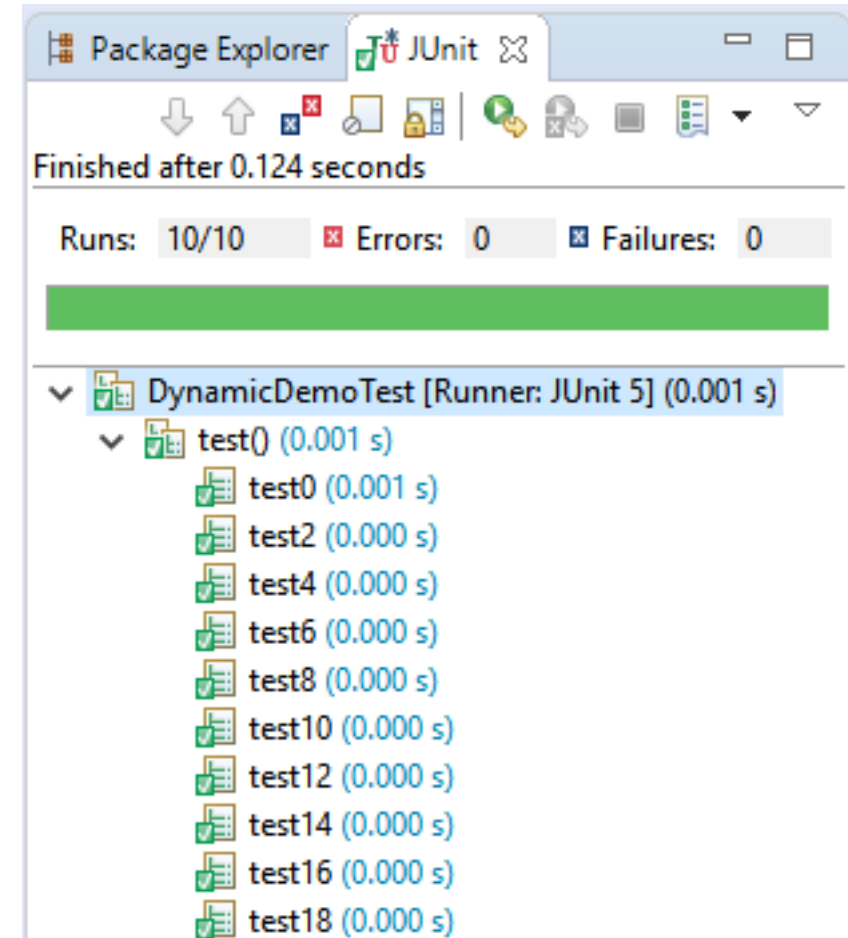 Package Explorer JUnit
Finished after 0.124 seconds
Runs: 10/10 Errors: 0 Failures: 0
DynamicDemoTest [Runner: JUnit 5] (0.001 s)
test() (0.001 s)
test0 (0.001 s)
test2 (0.000 s)
test4 (0.000 s)
test6 (0.000 s)
test8 (0.000 s)
test10 (0.000 s)
test12 (0.000 s)
test14 (0.000 s)
test16 (0.000 s)
test18 (0.000 s)